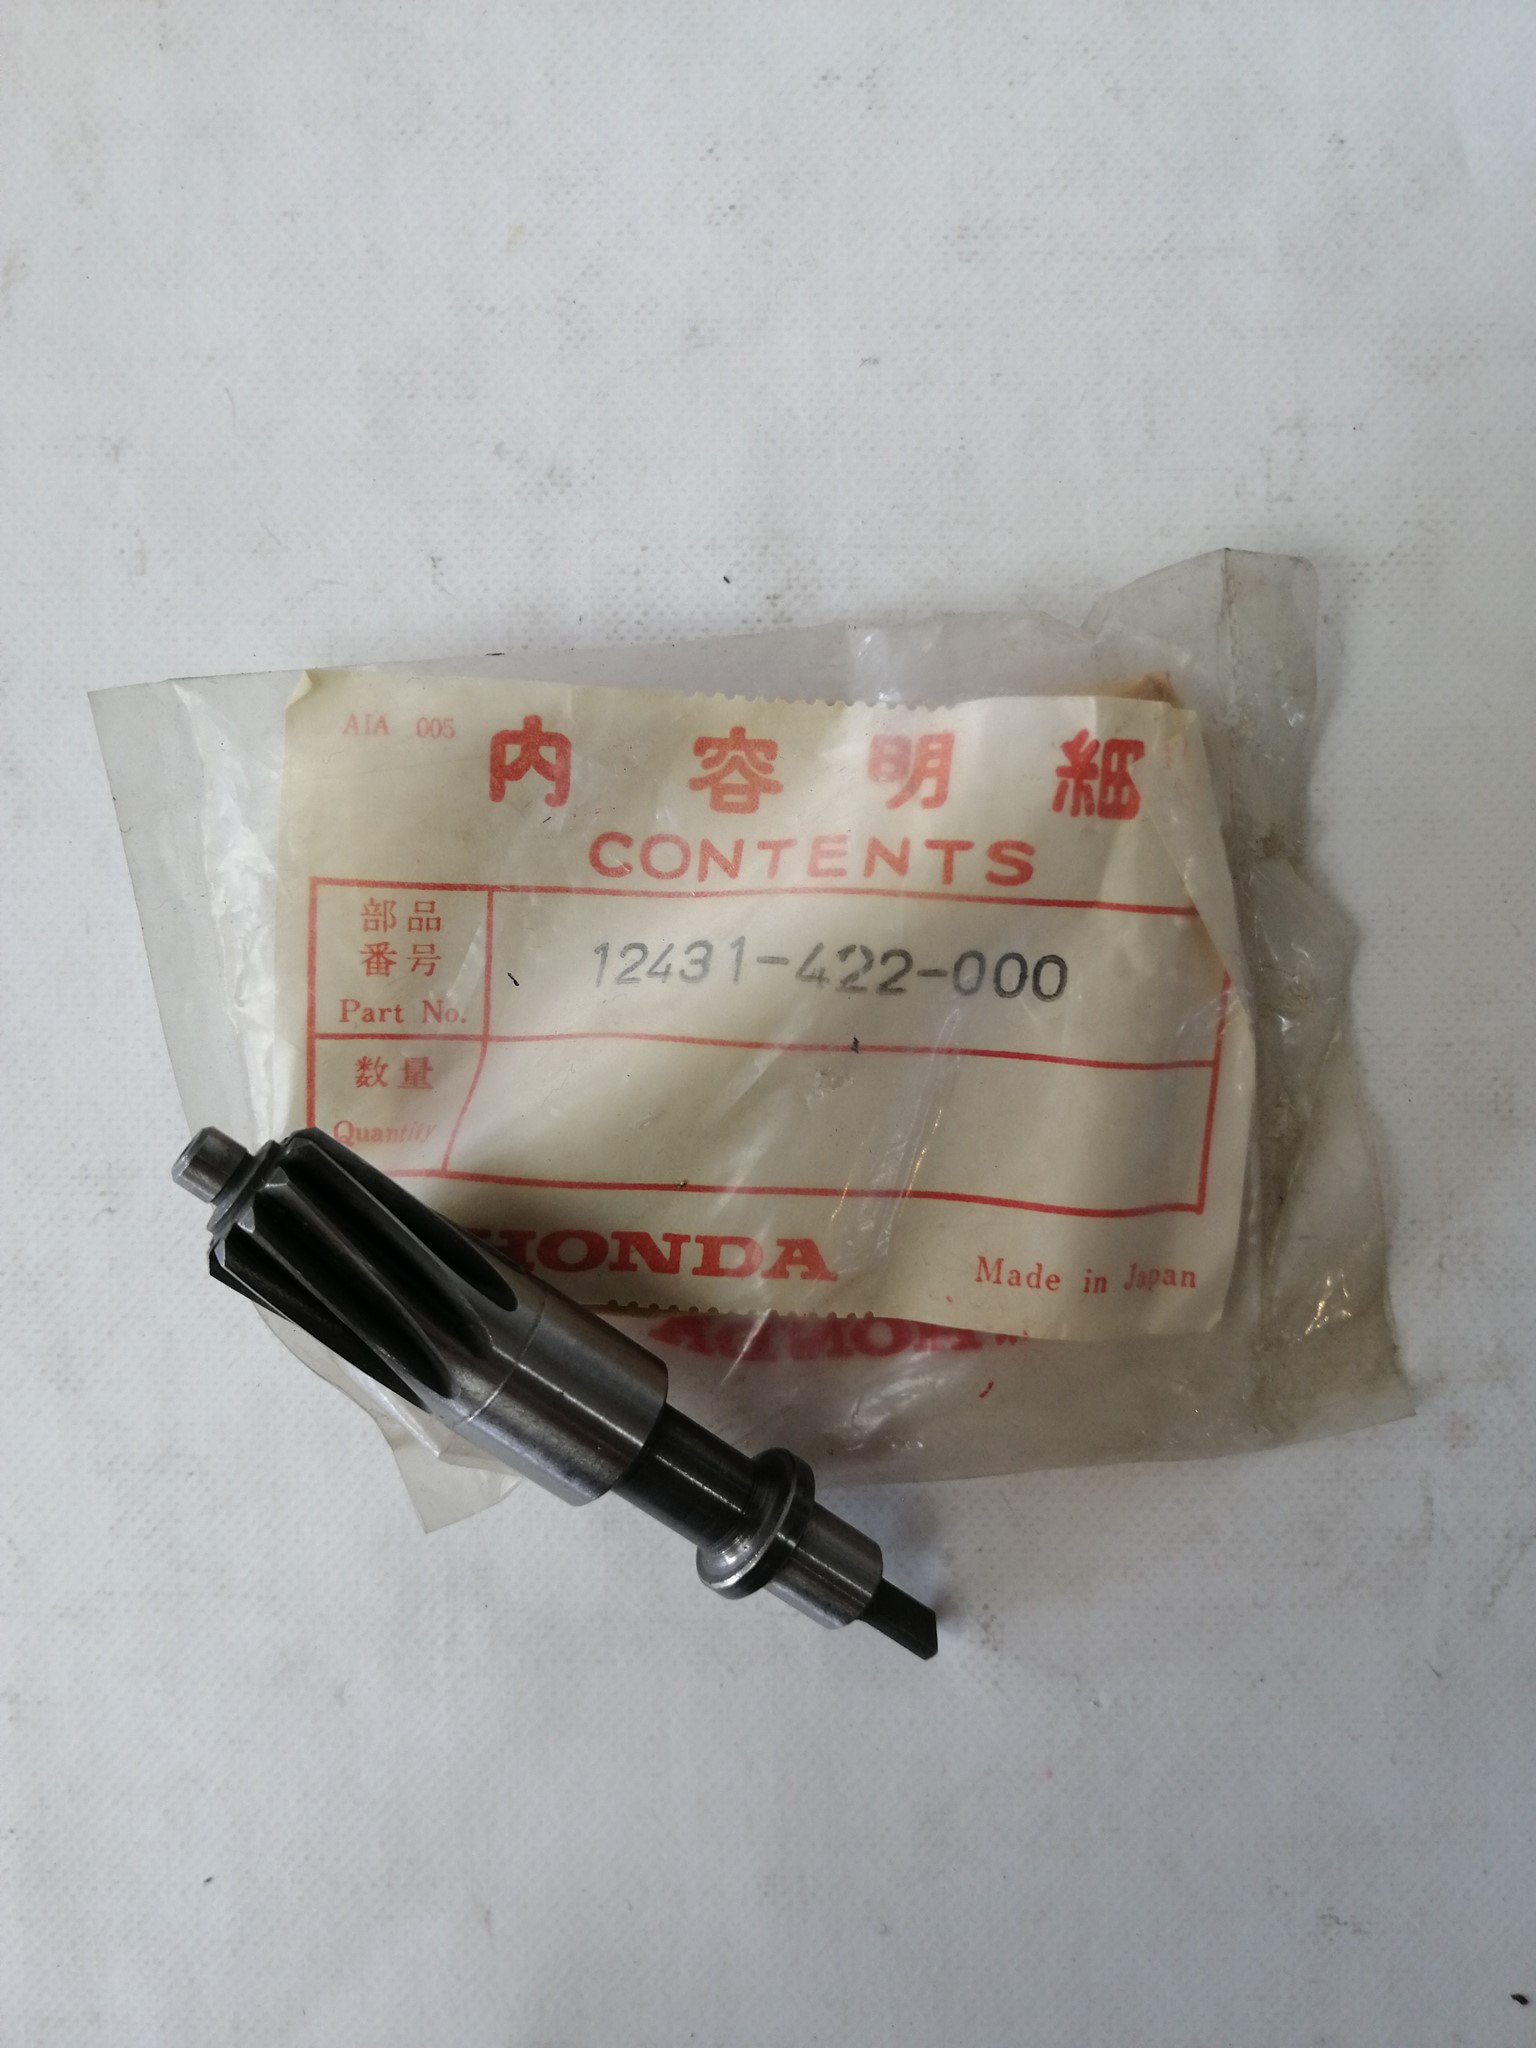 AIA 005
内容明細
CONTENTS
部品
番号
Part No.
12431-422-000
数量
Quantity
HONDA
Made in Japan